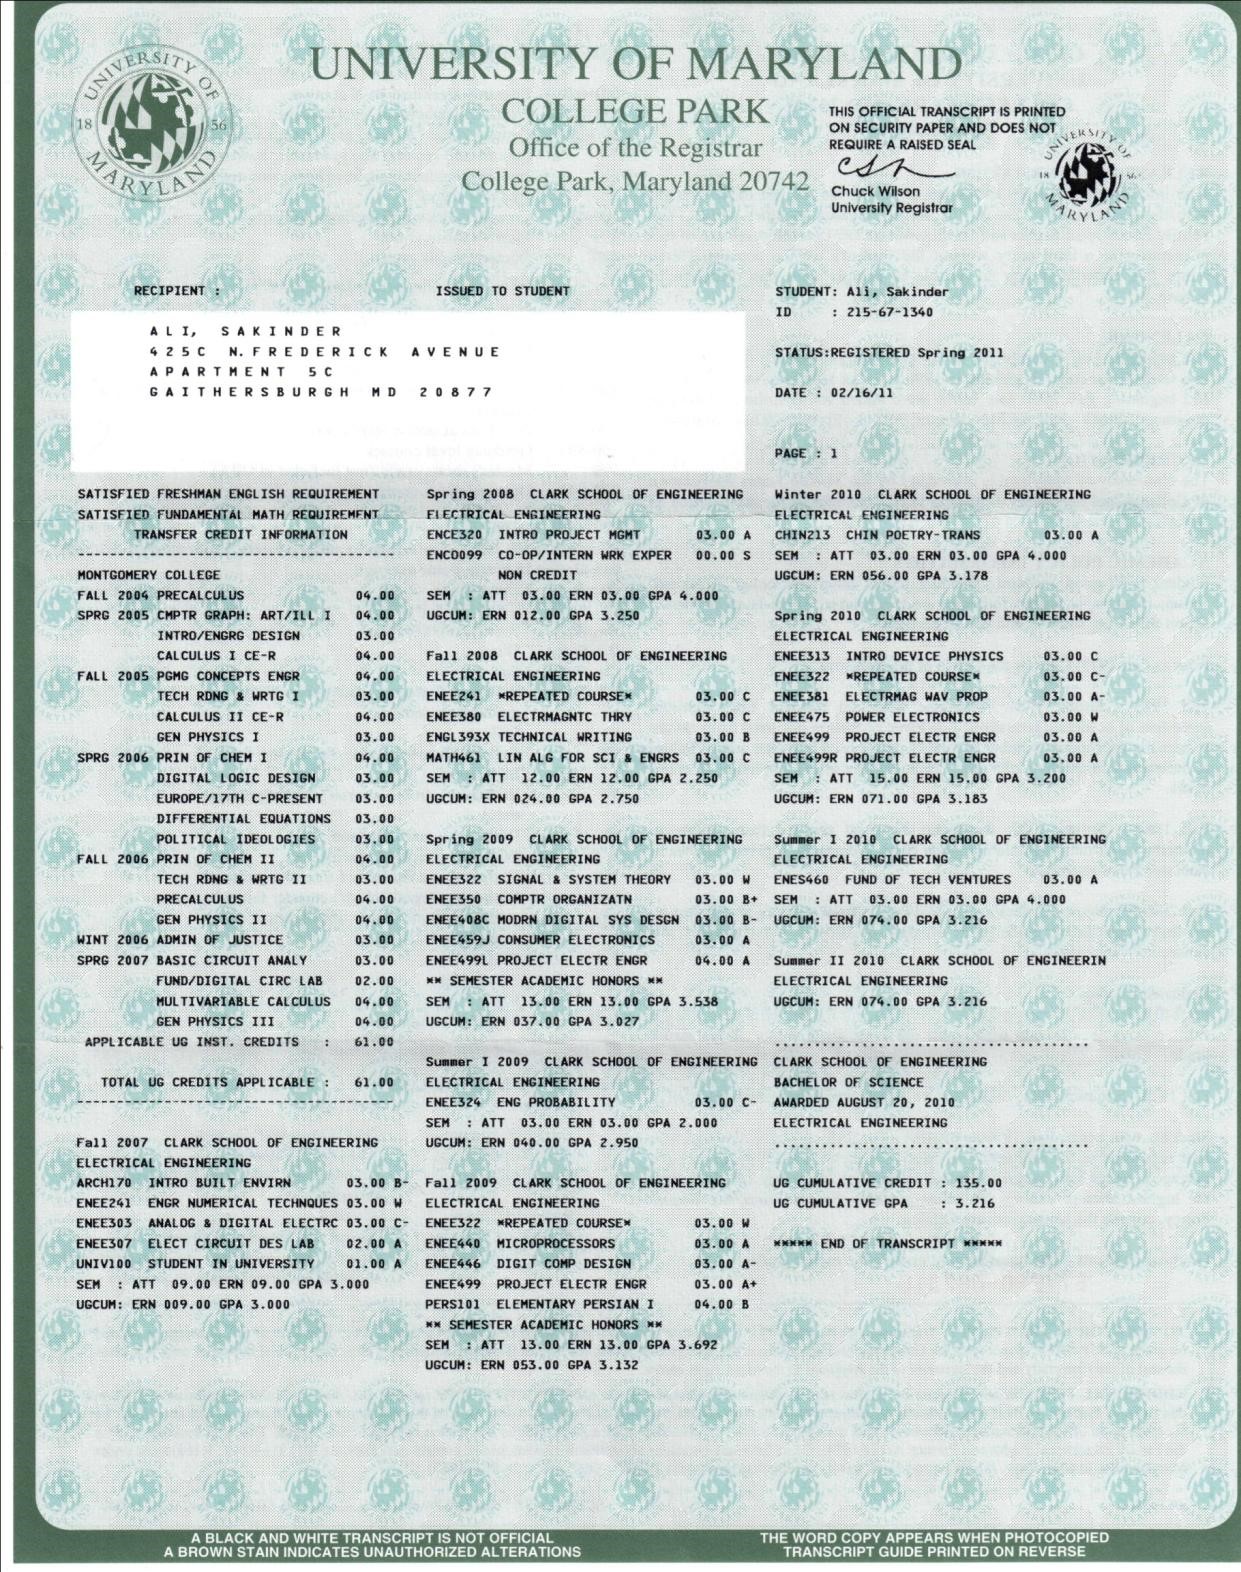 UNIVERSITY OF MARYLAND
COLLEGE PARK
Office of the Registrar
College Park, Maryland 20742
UNIVERSITY OF MARYLAND
18 56
THIS OFFICIAL TRANSCRIPT IS PRINTED
ON SECURITY PAPER AND DOES NOT
REQUIRE A RAISED SEAL
Chuck Wilson
University Registrar
UNIVERSITY OF MARYLAND
18 56
RECIPIENT :
ISSUED TO STUDENT
ALI, SAKINDER
425C N.FREDERICK AVENUE
APARTMENT 5C
GAITHERSBURGH MD 20877
STUDENT: Ali, Sakinder
ID : 215-67-1340
STATUS:REGISTERED Spring 2011
DATE : 02/16/11
PAGE : 1
SATISFIED FRESHMAN ENGLISH REQUIREMENT
SATISFIED FUNDAMENTAL MATH REQUIREMENT
TRANSFER CREDIT INFORMATION
----------------------------------------
MONTGOMERY COLLEGE
FALL 2004 PRECALCULUS 04.00
SPRG 2005 CMPTR GRAPH: ART/ILL I 04.00
INTRO/ENGRG DESIGN 03.00
CALCULUS I CE-R 04.00
FALL 2005 PGMG CONCEPTS ENGR 04.00
TECH RDNG & WRTG I 03.00
CALCULUS II CE-R 04.00
GEN PHYSICS I 03.00
SPRG 2006 PRIN OF CHEM I 04.00
DIGITAL LOGIC DESIGN 03.00
EUROPE/17TH C-PRESENT 03.00
DIFFERENTIAL EQUATIONS 03.00
POLITICAL IDEOLOGIES 03.00
FALL 2006 PRIN OF CHEM II 04.00
TECH RDNG & WRTG II 03.00
PRECALCULUS 04.00
GEN PHYSICS II 04.00
WINT 2006 ADMIN OF JUSTICE 03.00
SPRG 2007 BASIC CIRCUIT ANALY 03.00
FUND/DIGITAL CIRC LAB 02.00
MULTIVARIABLE CALCULUS 04.00
GEN PHYSICS III 04.00
APPLICABLE UG INST. CREDITS : 61.00
TOTAL UG CREDITS APPLICABLE : 61.00
----------------------------------------
Fall 2007 CLARK SCHOOL OF ENGINEERING
ELECTRICAL ENGINEERING
ARCH170 INTRO BUILT ENVIRN 03.00 B-
ENEE241 ENGR NUMERICAL TECHNQUES 03.00 W
ENEE303 ANALOG & DIGITAL ELECTRC 03.00 C-
ENEE307 ELECT CIRCUIT DES LAB 02.00 A
UNIV100 STUDENT IN UNIVERSITY 01.00 A
SEM : ATT 09.00 ERN 09.00 GPA 3.000
UGCUM: ERN 009.00 GPA 3.000
Spring 2008 CLARK SCHOOL OF ENGINEERING
ELECTRICAL ENGINEERING
ENCE320 INTRO PROJECT MGMT 03.00 A
ENCO099 CO-OP/INTERN WRK EXPER 00.00 S
NON CREDIT
SEM : ATT 03.00 ERN 03.00 GPA 4.000
UGCUM: ERN 012.00 GPA 3.250
Fall 2008 CLARK SCHOOL OF ENGINEERING
ELECTRICAL ENGINEERING
ENEE241 *REPEATED COURSE* 03.00 C
ENEE380 ELECTRMAGNTC THRY 03.00 C
ENGL393X TECHNICAL WRITING 03.00 B
MATH461 LIN ALG FOR SCI & ENGRS 03.00 C
SEM : ATT 12.00 ERN 12.00 GPA 2.250
UGCUM: ERN 024.00 GPA 2.750
Spring 2009 CLARK SCHOOL OF ENGINEERING
ELECTRICAL ENGINEERING
ENEE322 SIGNAL & SYSTEM THEORY 03.00 W
ENEE350 COMPTR ORGANIZATN 03.00 B+
ENEE408C MODRN DIGITAL SYS DESGN 03.00 B-
ENEE459J CONSUMER ELECTRONICS 03.00 A
ENEE499L PROJECT ELECTR ENGR 04.00 A
** SEMESTER ACADEMIC HONORS **
SEM : ATT 13.00 ERN 13.00 GPA 3.538
UGCUM: ERN 037.00 GPA 3.027
Summer I 2009 CLARK SCHOOL OF ENGINEERING
ELECTRICAL ENGINEERING
ENEE324 ENG PROBABILITY 03.00 C-
SEM : ATT 03.00 ERN 03.00 GPA 2.000
UGCUM: ERN 040.00 GPA 2.950
Fall 2009 CLARK SCHOOL OF ENGINEERING
ELECTRICAL ENGINEERING
ENEE322 *REPEATED COURSE* 03.00 W
ENEE440 MICROPROCESSORS 03.00 A
ENEE446 DIGIT COMP DESIGN 03.00 A-
ENEE499 PROJECT ELECTR ENGR 03.00 A+
PERS101 ELEMENTARY PERSIAN I 04.00 B
** SEMESTER ACADEMIC HONORS **
SEM : ATT 13.00 ERN 13.00 GPA 3.692
UGCUM: ERN 053.00 GPA 3.132
Winter 2010 CLARK SCHOOL OF ENGINEERING
ELECTRICAL ENGINEERING
CHIN213 CHIN POETRY-TRANS 03.00 A
SEM : ATT 03.00 ERN 03.00 GPA 4.000
UGCUM: ERN 056.00 GPA 3.178
Spring 2010 CLARK SCHOOL OF ENGINEERING
ELECTRICAL ENGINEERING
ENEE313 INTRO DEVICE PHYSICS 03.00 C
ENEE322 *REPEATED COURSE* 03.00 C-
ENEE381 ELECTRMAG WAV PROP 03.00 A-
ENEE475 POWER ELECTRONICS 03.00 W
ENEE499 PROJECT ELECTR ENGR 03.00 A
ENEE499R PROJECT ELECTR ENGR 03.00 A
SEM : ATT 15.00 ERN 15.00 GPA 3.200
UGCUM: ERN 071.00 GPA 3.183
Summer I 2010 CLARK SCHOOL OF ENGINEERING
ELECTRICAL ENGINEERING
ENES460 FUND OF TECH VENTURES 03.00 A
SEM : ATT 03.00 ERN 03.00 GPA 4.000
UGCUM: ERN 074.00 GPA 3.216
Summer II 2010 CLARK SCHOOL OF ENGINEERIN
ELECTRICAL ENGINEERING
UGCUM: ERN 074.00 GPA 3.216
........................................
CLARK SCHOOL OF ENGINEERING
BACHELOR OF SCIENCE
AWARDED AUGUST 20, 2010
ELECTRICAL ENGINEERING
........................................
UG CUMULATIVE CREDIT : 135.00
UG CUMULATIVE GPA : 3.216
***** END OF TRANSCRIPT *****
A BLACK AND WHITE TRANSCRIPT IS NOT OFFICIAL
A BROWN STAIN INDICATES UNAUTHORIZED ALTERATIONS
THE WORD COPY APPEARS WHEN PHOTOCOPIED
TRANSCRIPT GUIDE PRINTED ON REVERSE